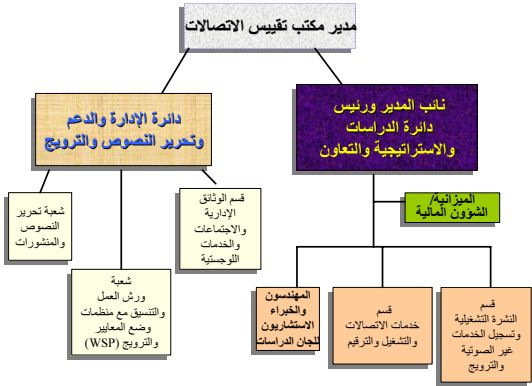 مدير مكتب تقييس الاتصالات
دائرة الإدارة والدعم
وتحرير النصوص والترويج
نائب المدير ورئيس
دائرة الدراسات
والاستراتيجية والتعاون
الميزانية/
الشؤون المالية
شعبة تحرير
النصوص
والمنشورات
شعبة
ورش العمل
والتنسيق مع منظمات
وضع المعايير
والترويج (WSP)
قسم الوثائق
الإدارية
والاجتماعات
والخدمات
اللوجستية
المهندسون
والخبراء
الاستشاريون
للجان الدراسات
قسم
خدمات الاتصالات
والتشغيل والترقيم
قسم
النشرة التشغيلية
وتسجيل الخدمات
غير الصوتية
والترويج